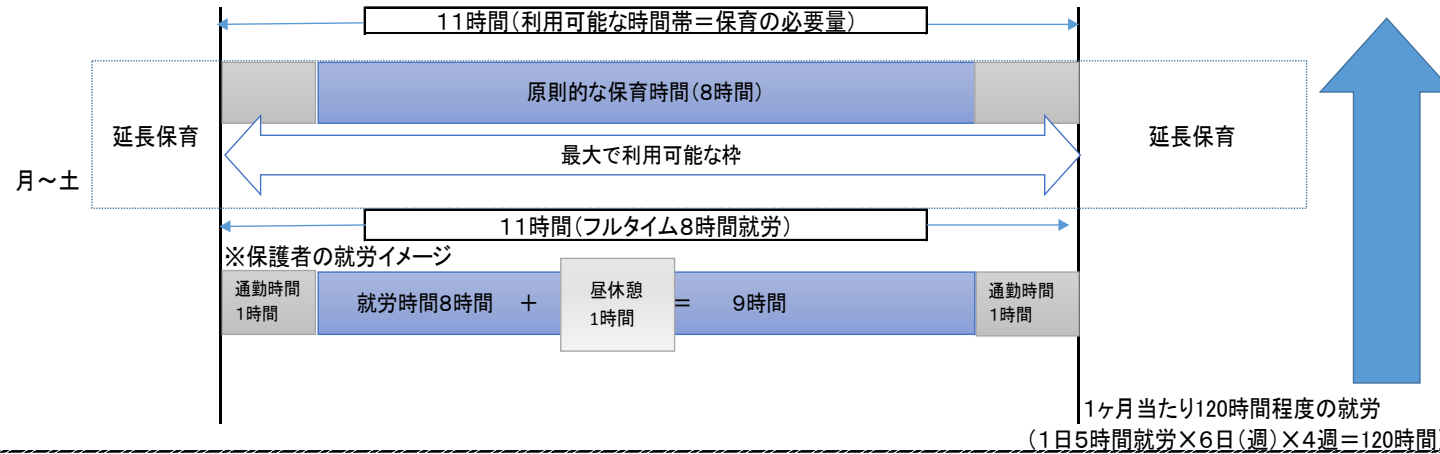 11時間(利用可能な時間帯=保育の必要量)
原則的な保育時間(8時間)
延長保育
延長保育
最大で利用可能な枠
月~土
11時間(フルタイム8時間就労)
※保護者の就労イメージ
通勤時間
1時間
就労時間8時間 + 昼休憩 = 9時間
1時間
通勤時間
1時間
1ヶ月当たり120時間程度の就労
(1日5時間就労×6日(週)×4週=120時間)